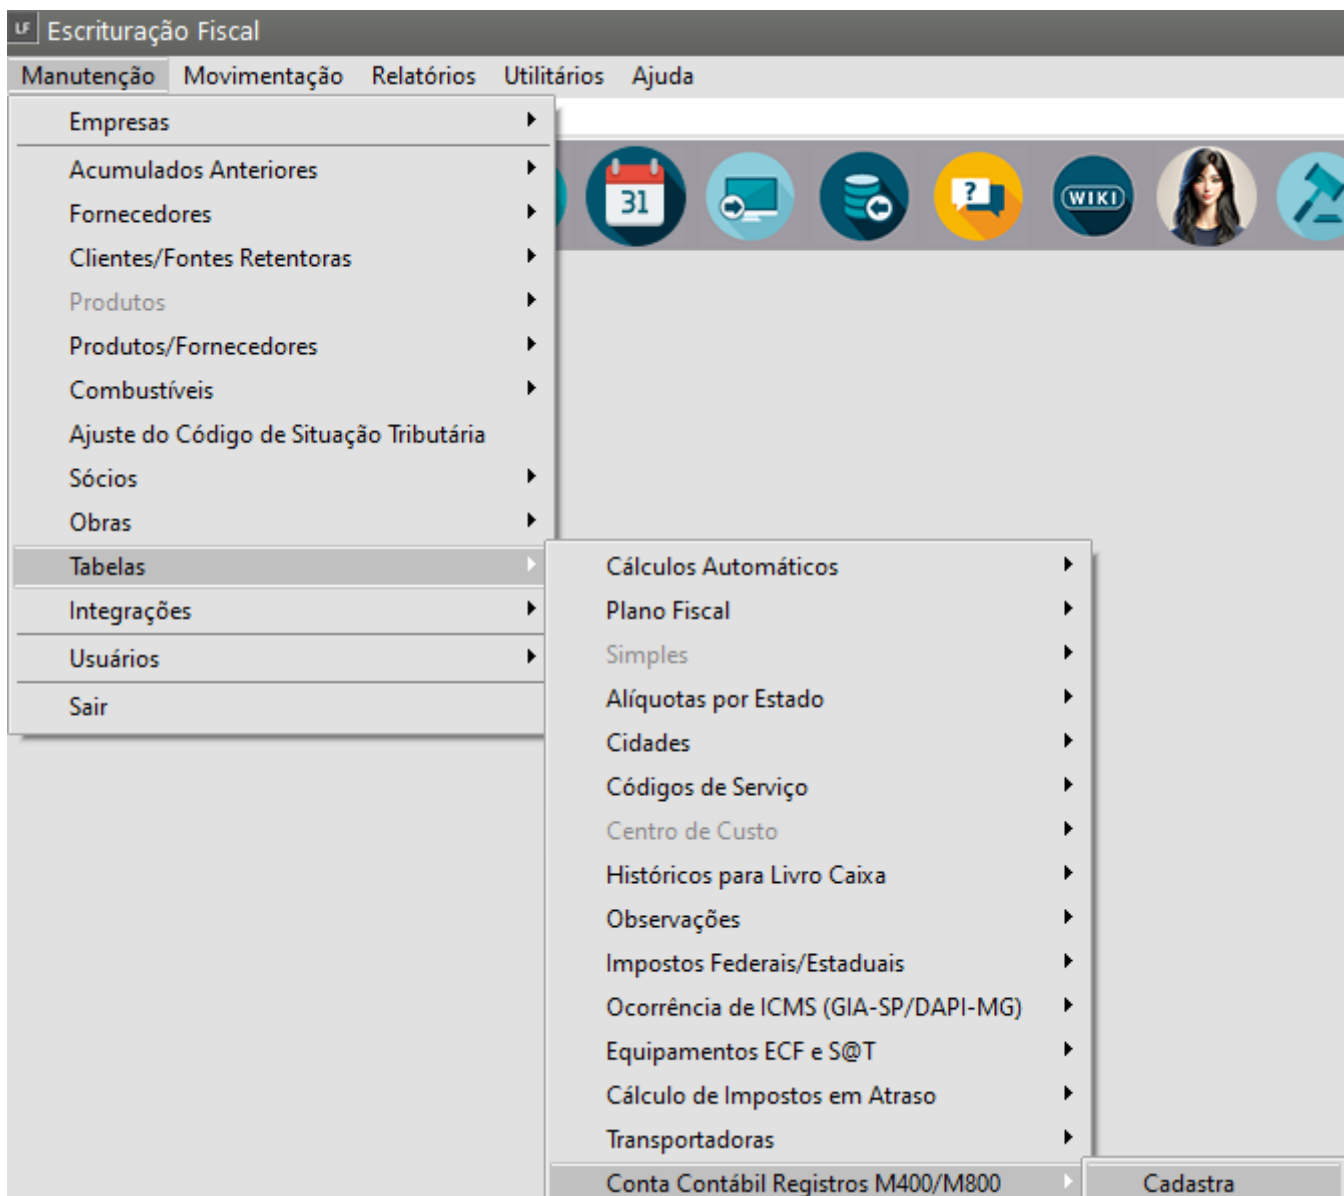 LF Escrituração Fiscal
Manutenção Movimentação Relatórios Utilitários Ajuda
Empresas
Acumulados Anteriores
Fornecedores
Clientes/Fontes Retentoras
Produtos
Produtos/Fornecedores
Combustíveis
Ajuste do Código de Situação Tributária
Sócios
Obras
Tabelas
Integrações
Usuários
Sair
31
?
WIKI
Cálculos Automáticos
Plano Fiscal
Simples
Alíquotas por Estado
Cidades
Códigos de Serviço
Centro de Custo
Históricos para Livro Caixa
Observações
Impostos Federais/Estaduais
Ocorrência de ICMS (GIA-SP/DAPI-MG)
Equipamentos ECF e S@T
Cálculo de Impostos em Atraso
Transportadoras
Conta Contábil Registros M400/M800
Cadastra